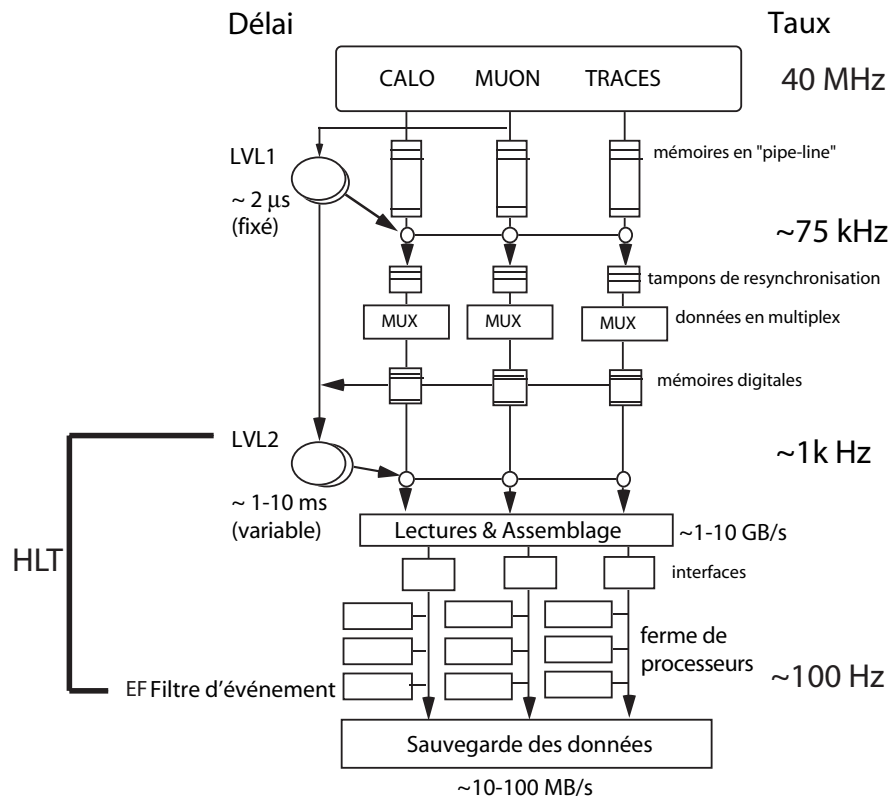 Délai
Taux
CALO MUON TRACES
40 MHz
LVL1
mémoires en "pipe-line"
~ 2 μs
(fixé)
~75 kHz
tampons de resynchronisation
MUX MUX MUX
données en multiplex
mémoires digitales
LVL2
~1k Hz
~ 1-10 ms
(variable)
Lectures & Assemblage
~1-10 GB/s
HLT
interfaces
ferme de
processeurs
EF Filtre d'événement
~100 Hz
Sauvegarde des données
~10-100 MB/s